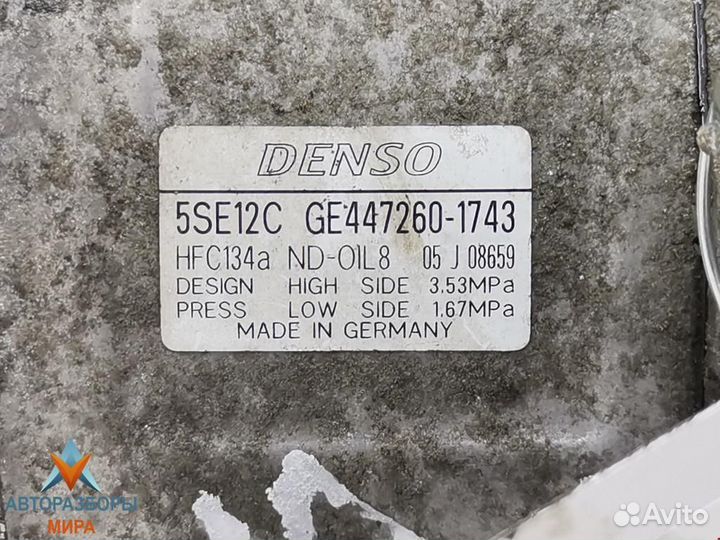 DENSO
5SE12C GE447260-1743
HFC134a ND-OIL8 05 J 08659
DESIGN HIGH SIDE 3.53MPa
PRESS LOW SIDE 1.67MPa
MADE IN GERMANY
АВТОРАЗБОРЫ
МИРА
Avito